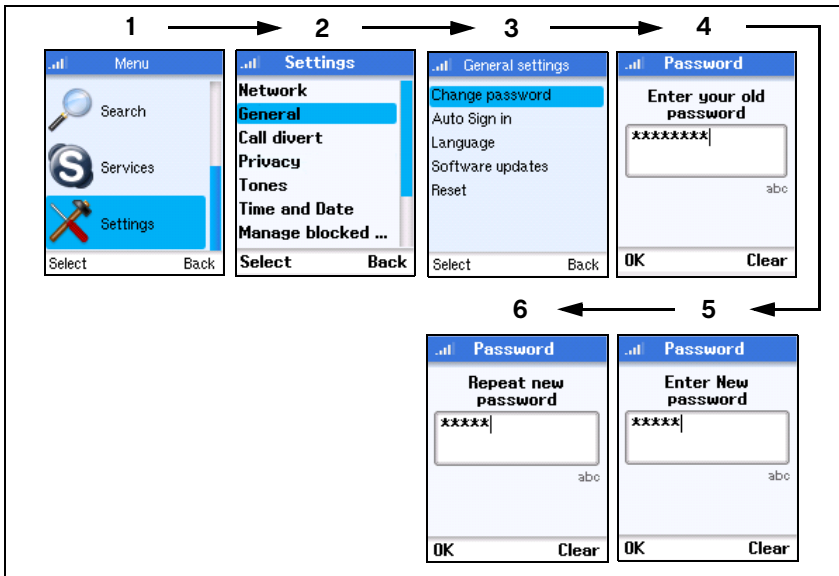 1
2
3
4
Menu
Search
Services
Settings
Select Back
Settings
Network
General
Call divert
Privacy
Tones
Time and Date
Manage blocked ...
Select Back
General settings
Change password
Auto Sign in
Language
Software updates
Reset
Select Back
Password
Enter your old
password
********
abc
OK Clear
5
Password
Enter New
password
*****
abc
OK Clear
6
Password
Repeat new
password
*****
abc
OK Clear